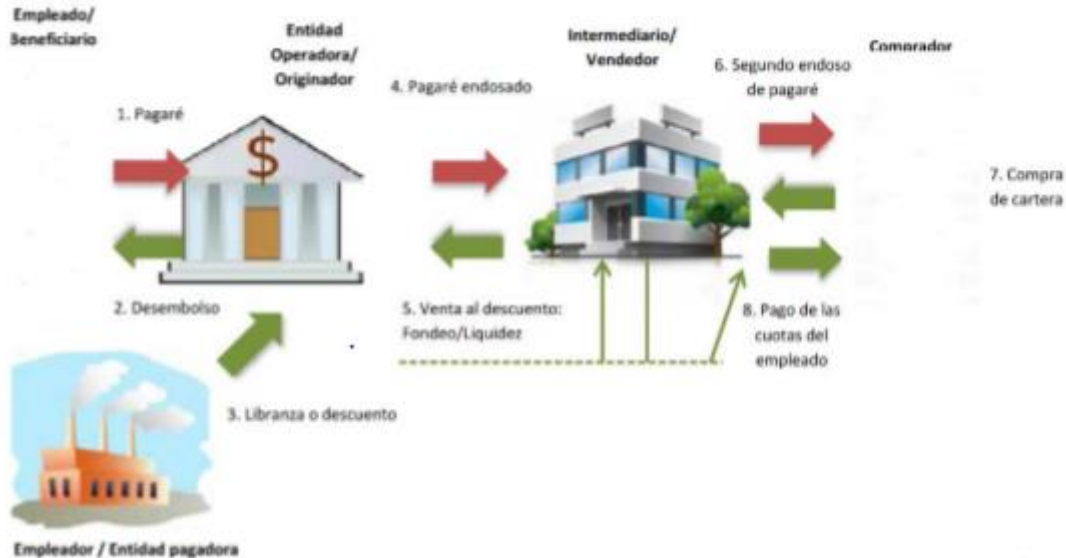 Empleado/
Beneficiario
Entidad
Operadora/
Originador
Intermediario/
Vendedor
Comprador
1. Pagaré
4. Pagaré endosado
6. Segundo endoso
de pagaré
$
7. Compra
de cartera
2. Desembolso
5. Venta al descuento:
Fondeo/Liquidez
8. Pago de las
cuotas del
empleado
3. Libranza o descuento
Empleador / Entidad pagadora